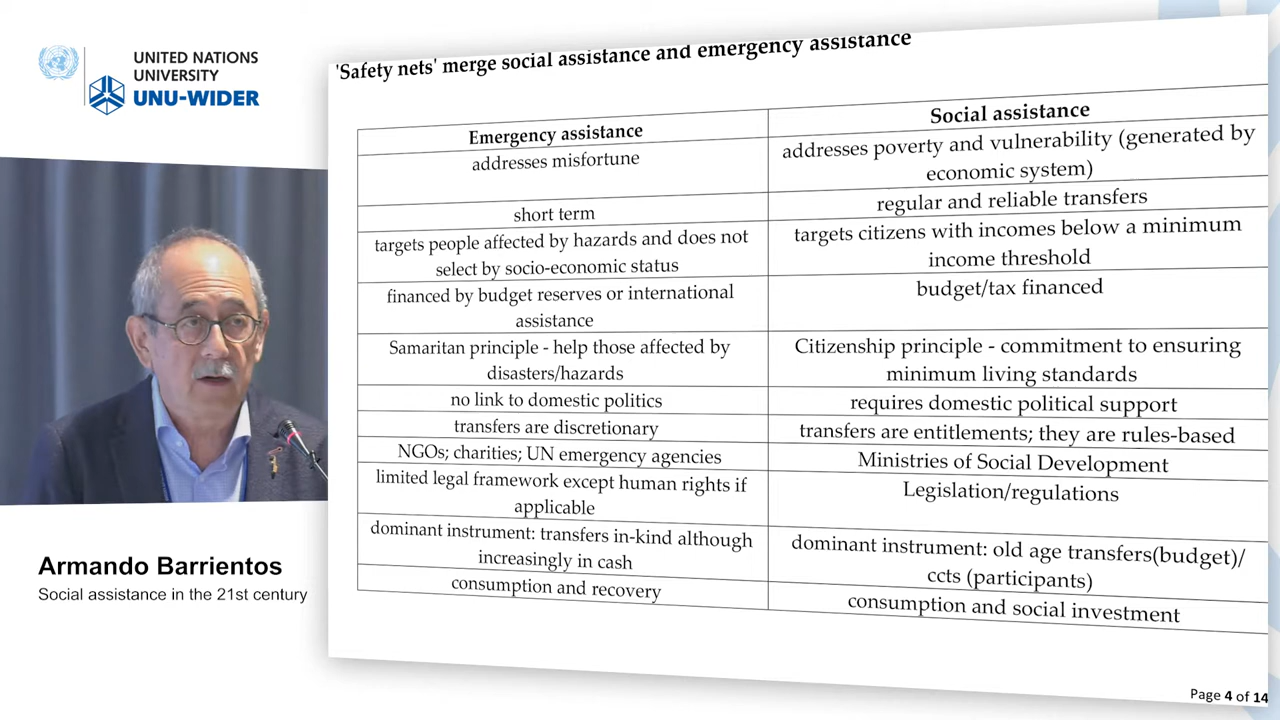 UNITED NATIONS
UNIVERSITY
UNU-WIDER
'Safety nets' merge social assistance and emergency assistance
Emergency assistance
Social assistance
addresses misfortune
addresses poverty and vulnerability (generated by
economic system)
short term
regular and reliable transfers
targets people affected by hazards and does not
select by socio-economic status
targets citizens with incomes below a minimum
income threshold
financed by budget reserves or international
assistance
budget/tax financed
Samaritan principle - help those affected by
disasters/hazards
Citizenship principle - commitment to ensuring
minimum living standards
no link to domestic politics
requires domestic political support
transfers are discretionary
transfers are entitlements; they are rules-based
NGOs; charities; UN emergency agencies
Ministries of Social Development
limited legal framework except human rights if
applicable
Legislation/regulations
dominant instrument: transfers in-kind although
increasingly in cash
dominant instrument: old age transfers(budget)/
ccts (participants)
consumption and recovery
consumption and social investment
Armando Barrientos
Social assistance in the 21st century
Page 4 of 14